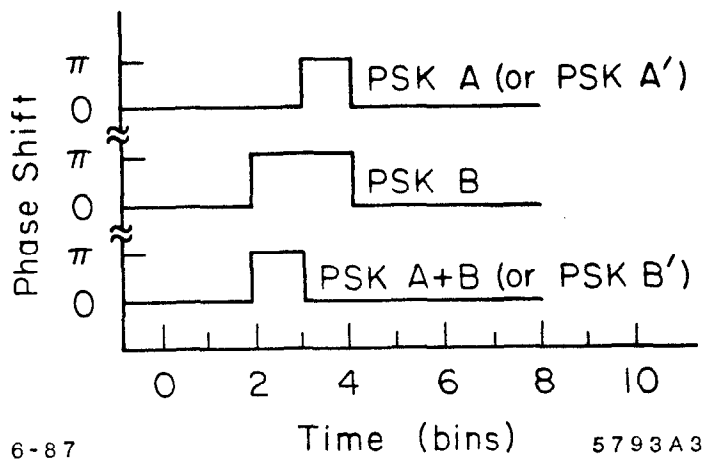 π
PSK A (or PSK A′)
0
π
PSK B
0
π
PSK A+B (or PSK B′)
0
Phase Shift
0 2 4 6 8 10
Time (bins)
6-87
5793A3